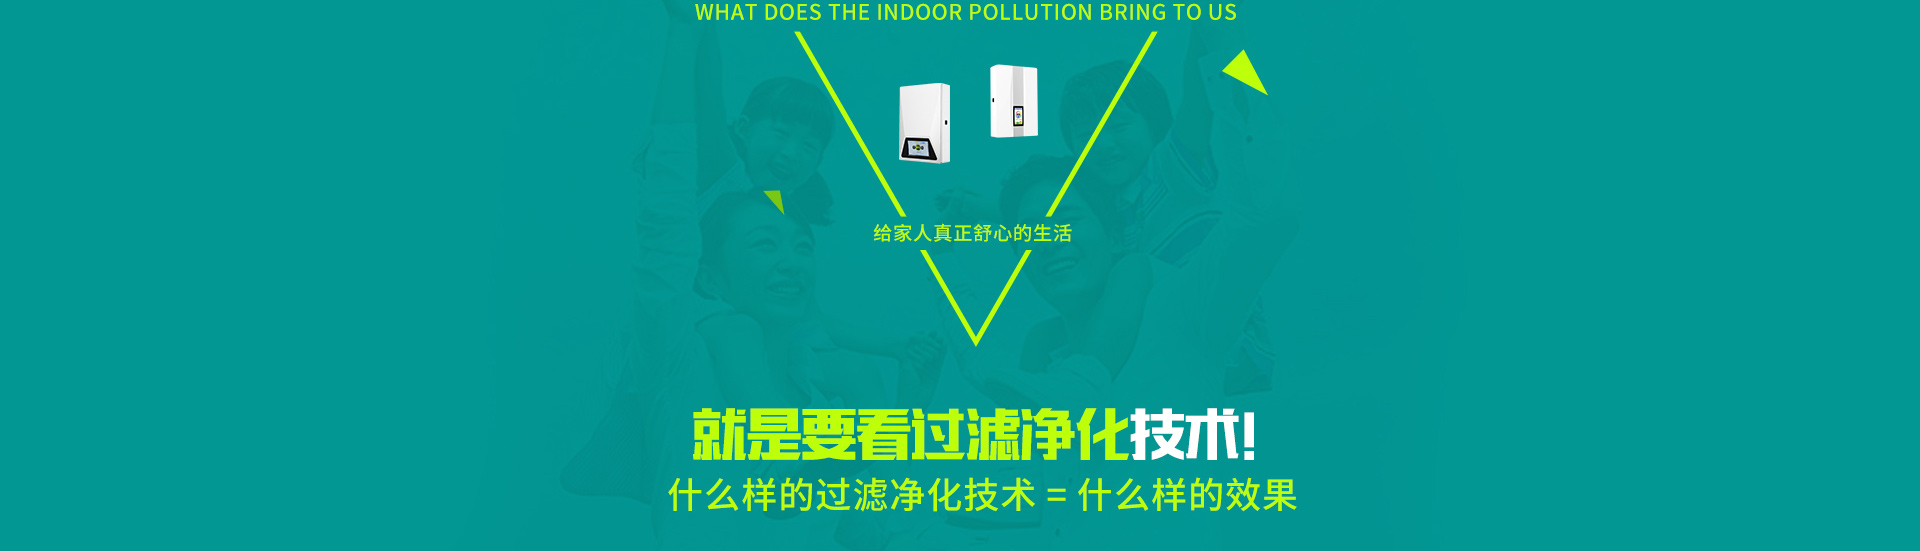 WHAT DOES THE INDOOR POLLUTION BRING TO US
给家人真正舒心的生活
就是要看过滤净化技术!
什么样的过滤净化技术 = 什么样的效果